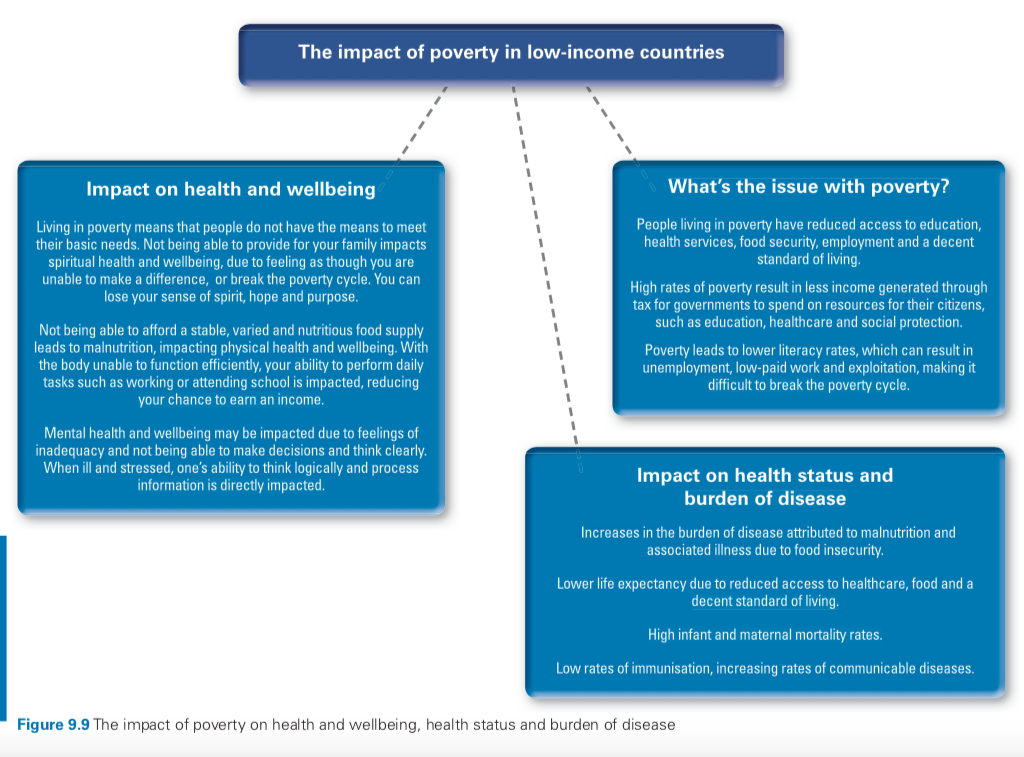 The impact of poverty in low-income countries
Impact on health and wellbeing
Living in poverty means that people do not have the means to meet
their basic needs. Not being able to provide for your family impacts
spiritual health and wellbeing, due to feeling as though you are
unable to make a difference, or break the poverty cycle. You can
lose your sense of spirit, hope and purpose.
Not being able to afford a stable, varied and nutritious food supply
leads to malnutrition, impacting physical health and wellbeing. With
the body unable to function efficiently, your ability to perform daily
tasks such as working or attending school is impacted, reducing
your chance to earn an income.
Mental health and wellbeing may be impacted due to feelings of
inadequacy and not being able to make decisions and think clearly.
When ill and stressed, one's ability to think logically and process
information is directly impacted.
What's the issue with poverty?
People living in poverty have reduced access to education,
health services, food security, employment and a decent
standard of living.
High rates of poverty result in less income generated through
tax for governments to spend on resources for their citizens,
such as education, healthcare and social protection.
Poverty leads to lower literacy rates, which can result in
unemployment, low-paid work and exploitation, making it
difficult to break the poverty cycle.
Impact on health status and
burden of disease
Increases in the burden of disease attributed to malnutrition and
associated illness due to food insecurity.
Lower life expectancy due to reduced access to healthcare, food and a
decent standard of living.
High infant and maternal mortality rates.
Low rates of immunisation, increasing rates of communicable diseases.
Figure 9.9 The impact of poverty on health and wellbeing, health status and burden of disease